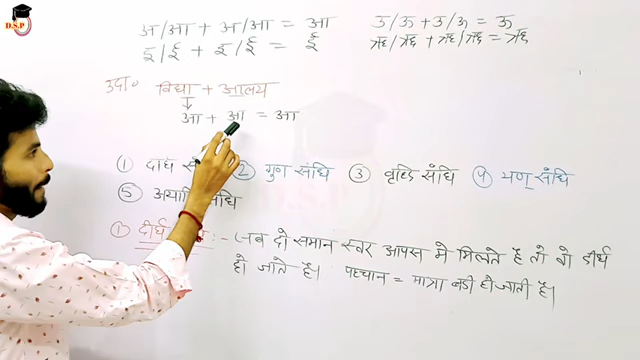 D.S.P
अ/आ + अ/आ = आ
इ/ई + इ/ई = ई
उ/ऊ + उ/ऊ = ऊ
ऋ/ऋ + ऋ/ऋ = ऋ
उदा० विद्या + आलय
आ + आ = आ
① दीर्घ ② गुण संधि ③ वृद्धि संधि ④ यण् संधि
⑤ अयादि संधि
① दीर्घ :- जब दो समान स्वर आपस मे मिलते है तो वो दीर्घ
हो जाते है। पहचान = मात्रा बडी हो जाती है।